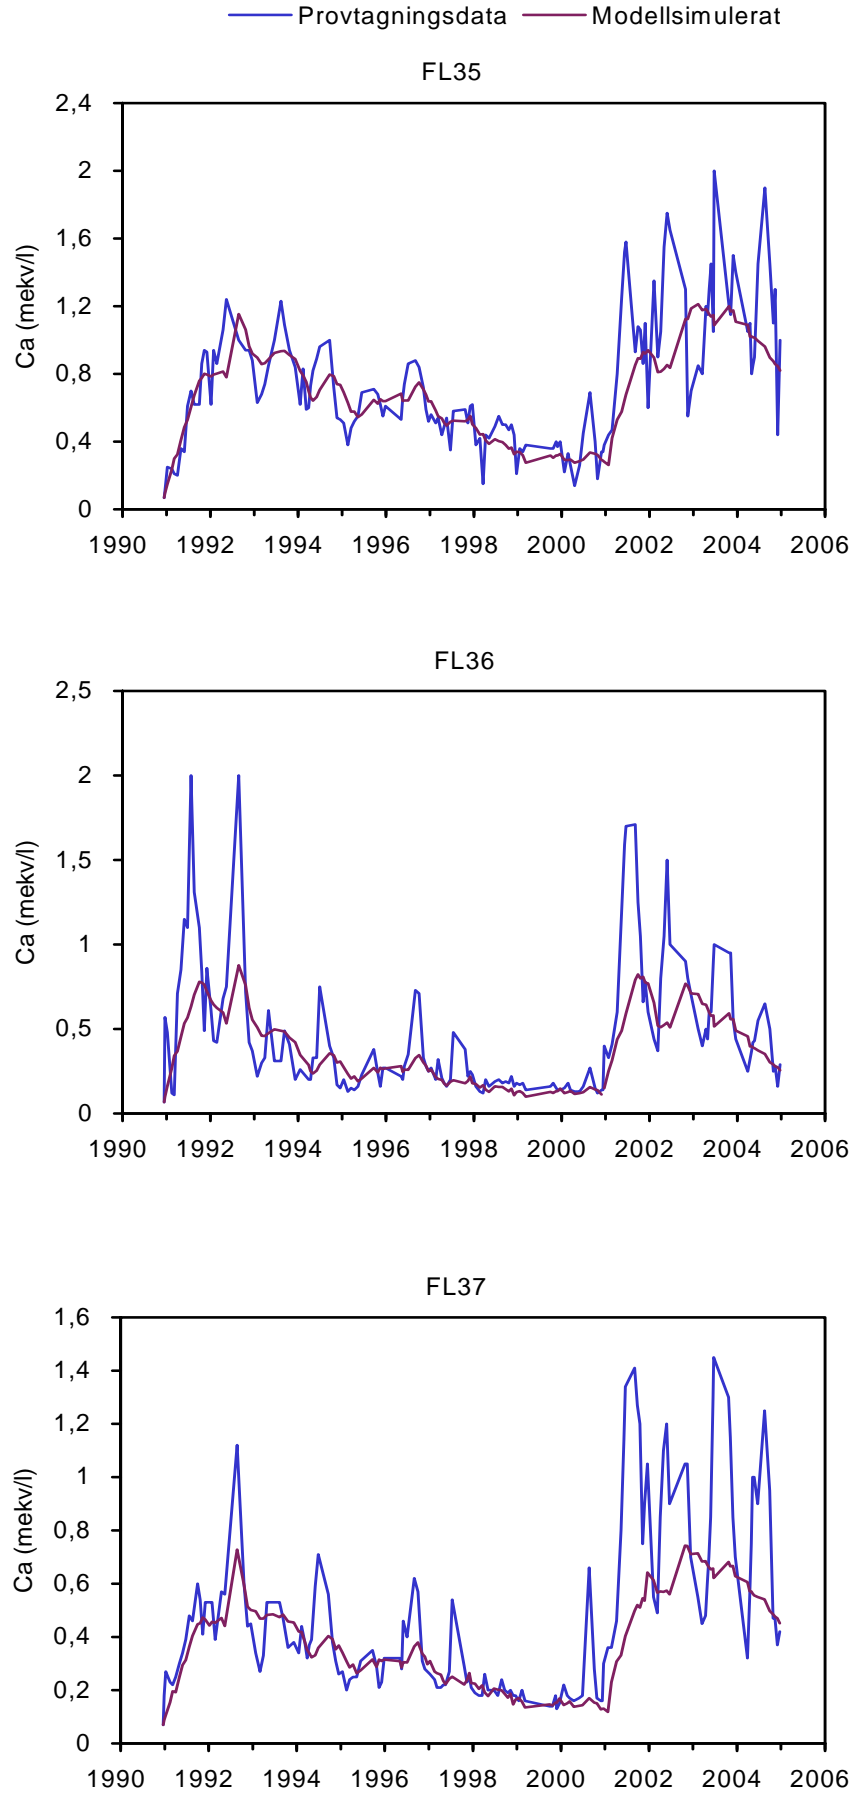 Provtagningsdata Modellsimulerat
FL35
2,4
2
1,6
1,2
0,8
0,4
0
Ca (mekv/l)
1990 1992 1994 1996 1998 2000 2002 2004 2006
FL36
2,5
2
1,5
1
0,5
0
Ca (mekv/l)
1990 1992 1994 1996 1998 2000 2002 2004 2006
FL37
1,6
1,4
1,2
1
0,8
0,6
0,4
0,2
0
Ca (mekv/l)
1990 1992 1994 1996 1998 2000 2002 2004 2006